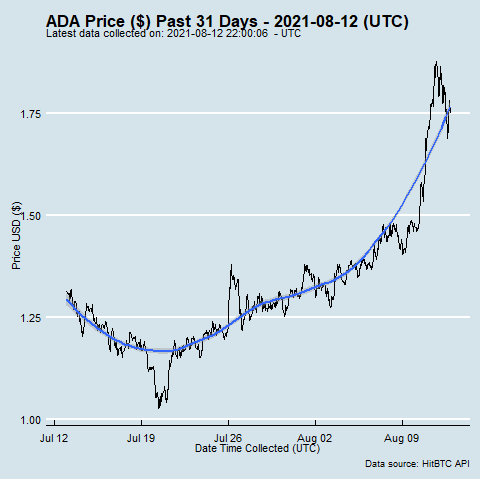 ADA Price ($) Past 31 Days - 2021-08-12 (UTC)
Latest data collected on: 2021-08-12 22:00:06 - UTC
Price USD ($)
1.75
1.50
1.25
1.00
Jul 12 Jul 19 Jul 26 Aug 02 Aug 09
Date Time Collected (UTC)
Data source: HitBTC API